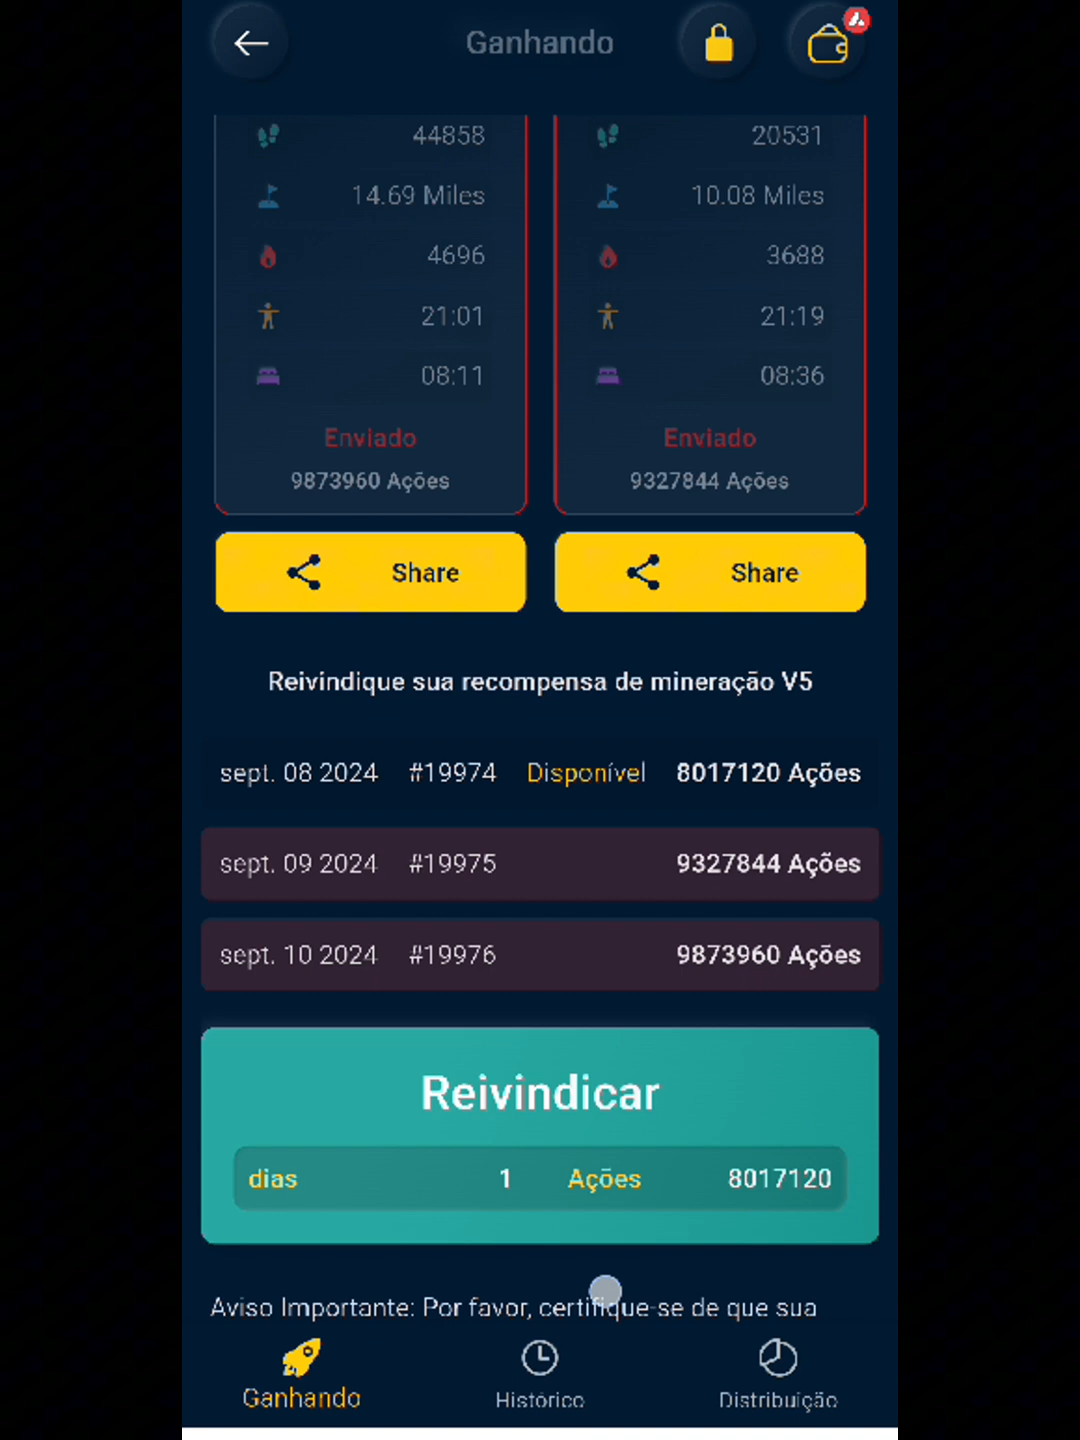 Ganhando
44858
20531
14.69 Miles
10.08 Miles
4696
3688
21:01
21:19
08:11
08:36
Enviado
Enviado
9873960 Ações
9327844 Ações
Share
Share
Reivindique sua recompensa de mineração V5
sept. 08 2024 #19974 Disponível 8017120 Ações
sept. 09 2024 #19975 9327844 Ações
sept. 10 2024 #19976 9873960 Ações
Reivindicar
dias 1 Ações 8017120
Aviso Importante: Por favor, certifique-se de que sua
Ganhando
Histórico
Distribuição